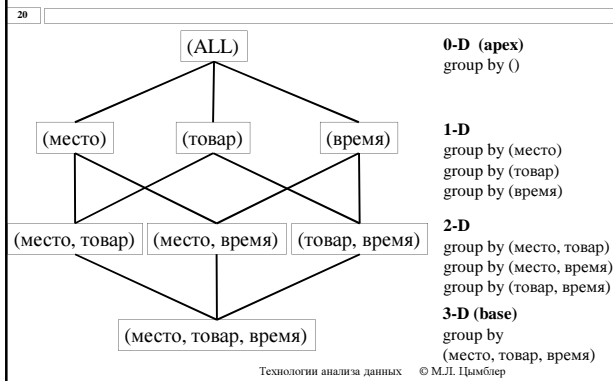 20
(ALL)
(место)
(товар)
(время)
(место, товар)
(место, время)
(товар, время)
(место, товар, время)
0-D (apex)
group by ()
1-D
group by (место)
group by (товар)
group by (время)
2-D
group by (место, товар)
group by (место, время)
group by (товар, время)
3-D (base)
group by
(место, товар, время)
Технологии анализа данных © М.Л. Цымблер